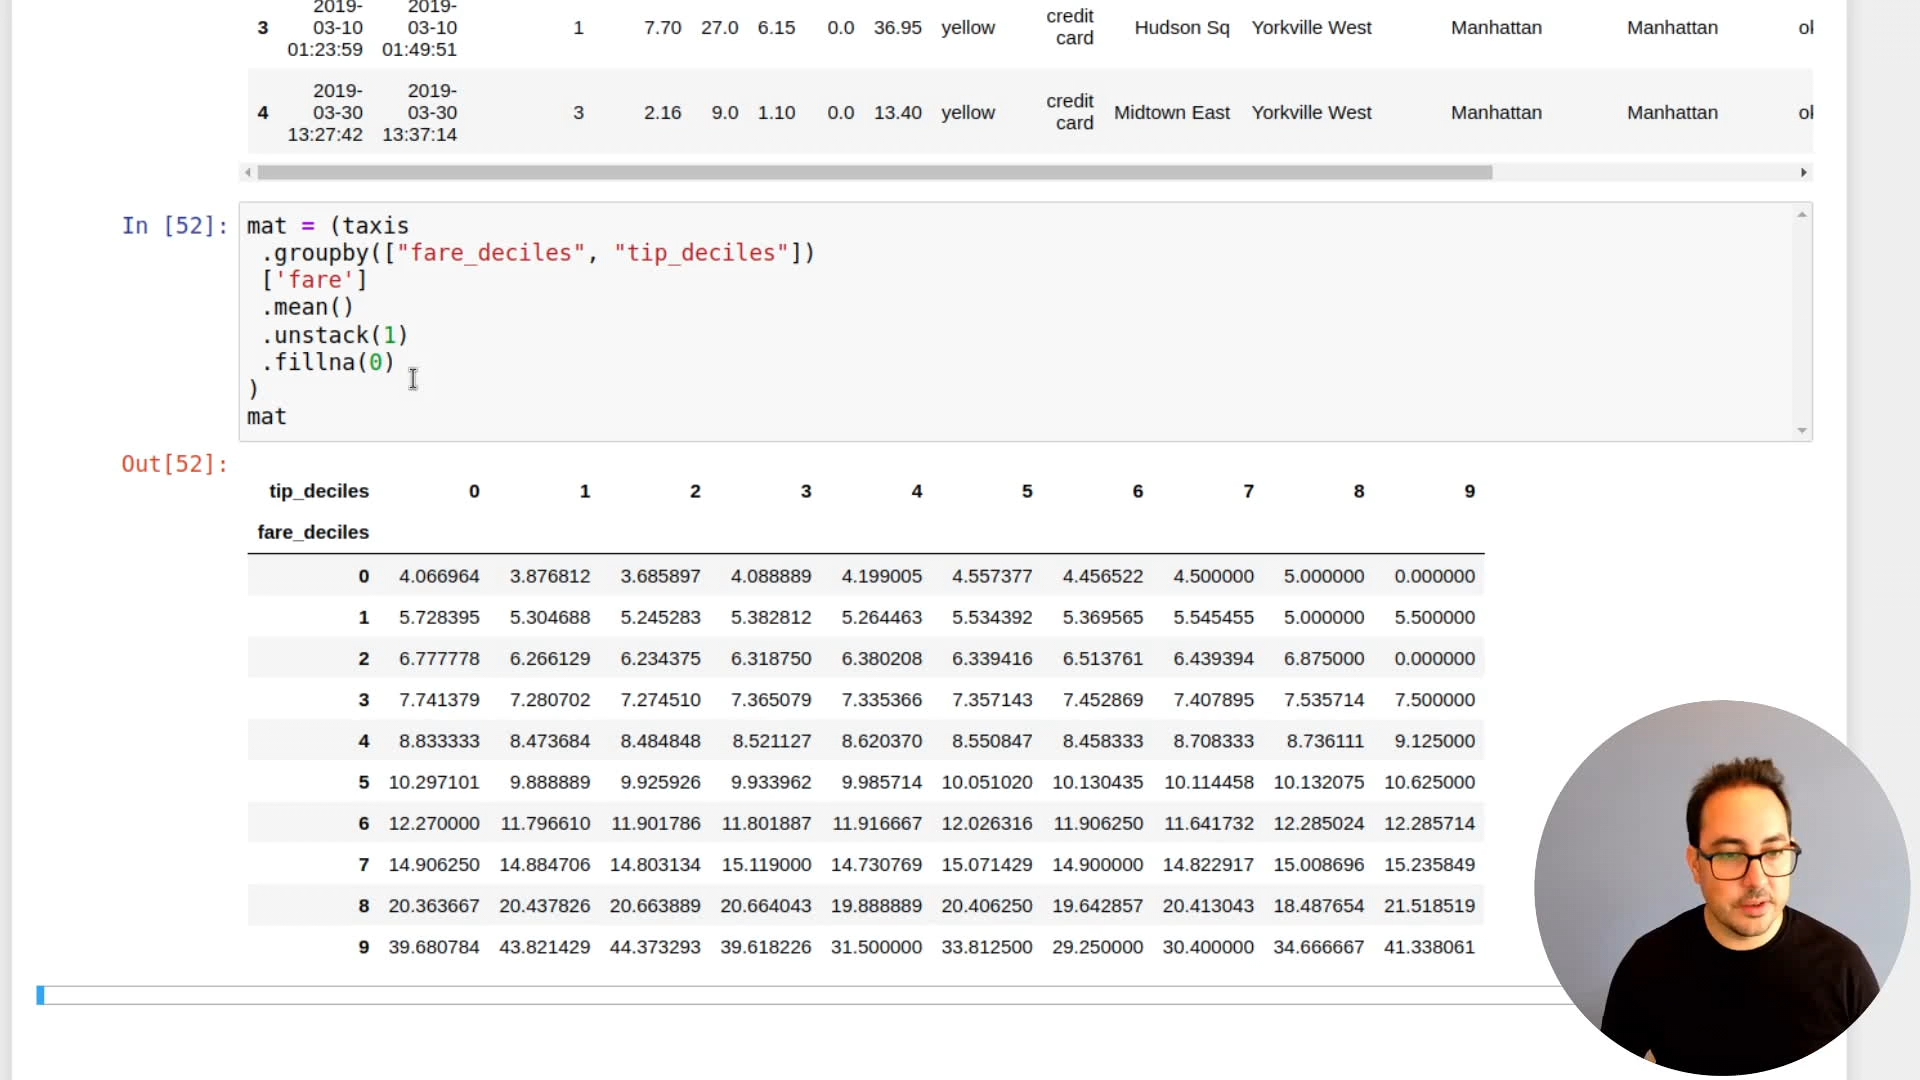 2019- 2019-
3 03-10 03-10 1 7.70 27.0 6.15 0.0 36.95 yellow credit card Hudson Sq Yorkville West Manhattan Manhattan
01:23:59 01:49:51
2019- 2019-
4 03-30 03-30 3 2.16 9.0 1.10 0.0 13.40 yellow credit card Midtown East Yorkville West Manhattan Manhattan
13:27:42 13:37:14
In [52]: mat = (taxis
.groupby(["fare_deciles", "tip_deciles"])
['fare']
.mean()
.unstack(1)
.fillna(0)
)
mat
Out[52]:
tip_deciles 0 1 2 3 4 5 6 7 8 9
fare_deciles
0 4.066964 3.876812 3.685897 4.088889 4.199005 4.557377 4.456522 4.500000 5.000000 0.000000
1 5.728395 5.304688 5.245283 5.382812 5.264463 5.534392 5.369565 5.545455 5.000000 5.500000
2 6.777778 6.266129 6.234375 6.318750 6.380208 6.339416 6.513761 6.439394 6.875000 0.000000
3 7.741379 7.280702 7.274510 7.365079 7.335366 7.357143 7.452869 7.407895 7.535714 7.500000
4 8.833333 8.473684 8.484848 8.521127 8.620370 8.550847 8.458333 8.708333 8.736111 9.125000
5 10.297101 9.888889 9.925926 9.933962 9.985714 10.051020 10.130435 10.114458 10.132075 10.625000
6 12.270000 11.796610 11.901786 11.801887 11.916667 12.026316 11.906250 11.641732 12.285024 12.285714
7 14.906250 14.884706 14.803134 15.119000 14.730769 15.071429 14.900000 14.822917 15.008696 15.235849
8 20.363667 20.437826 20.663889 20.664043 19.888889 20.406250 19.642857 20.413043 18.487654 21.518519
9 39.680784 43.821429 44.373293 39.618226 31.500000 33.812500 29.250000 30.400000 34.666667 41.338061